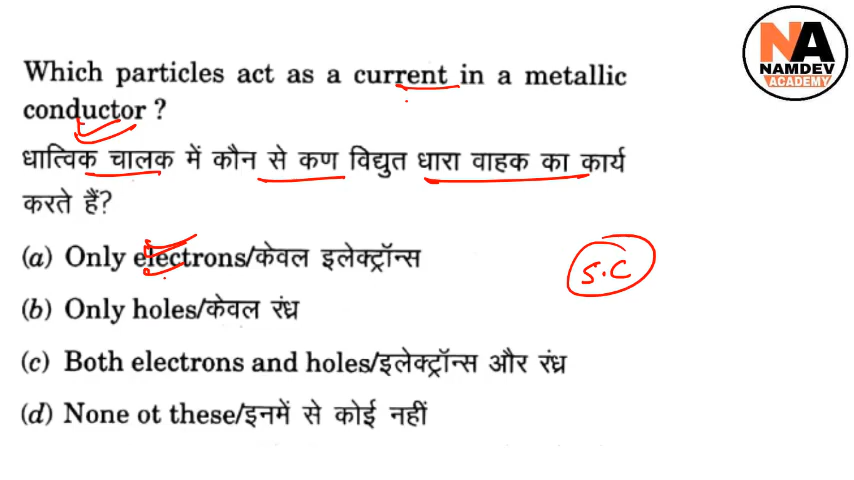 NA
NAMDEV
ACADEMY
Which particles act as a current in a metallic
conductor ?
धात्विक चालक में कौन से कण विद्युत धारा वाहक का कार्य
करते हैं?
(a) Only electrons/केवल इलेक्ट्रॉन्स
S.C
(b) Only holes/केवल रंध्र
(c) Both electrons and holes/इलेक्ट्रॉन्स और रंध्र
(d) None ot these/इनमें से कोई नहीं